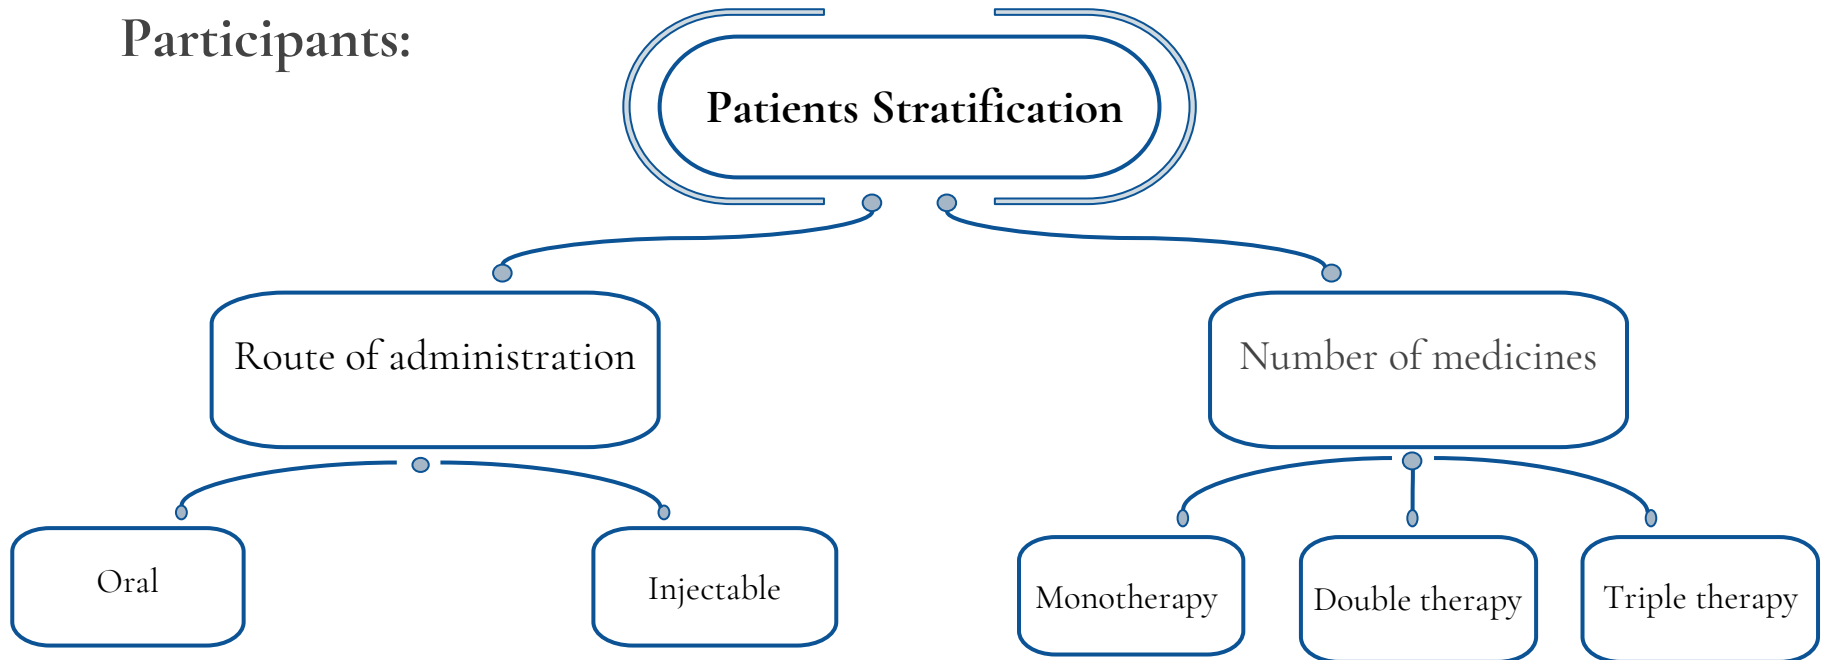 Participants:
Patients Stratification
Route of administration
Number of medicines
Oral
Injectable
Monotherapy
Double therapy
Triple therapy